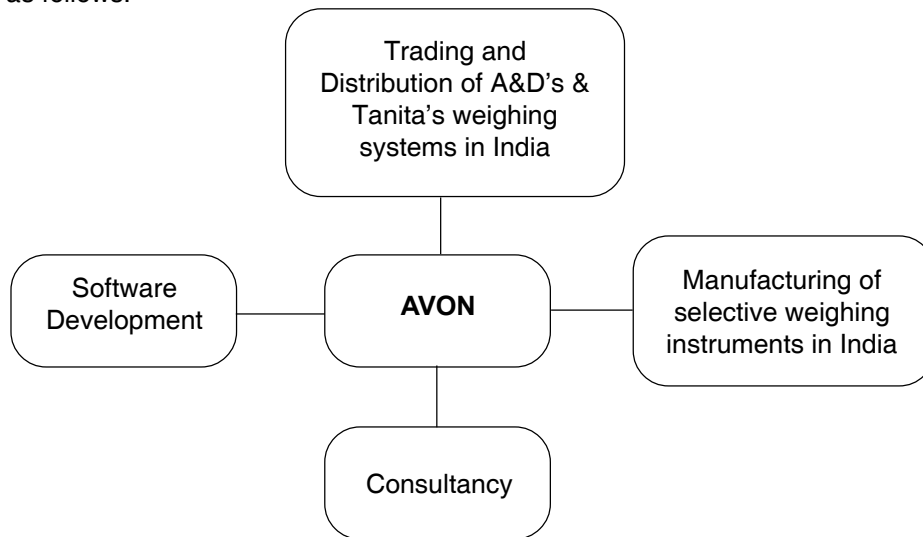 as follows:
Trading and
Distribution of A&D's &
Tanita's weighing
systems in India
Software
Development
AVON
Manufacturing of
selective weighing
instruments in India
Consultancy